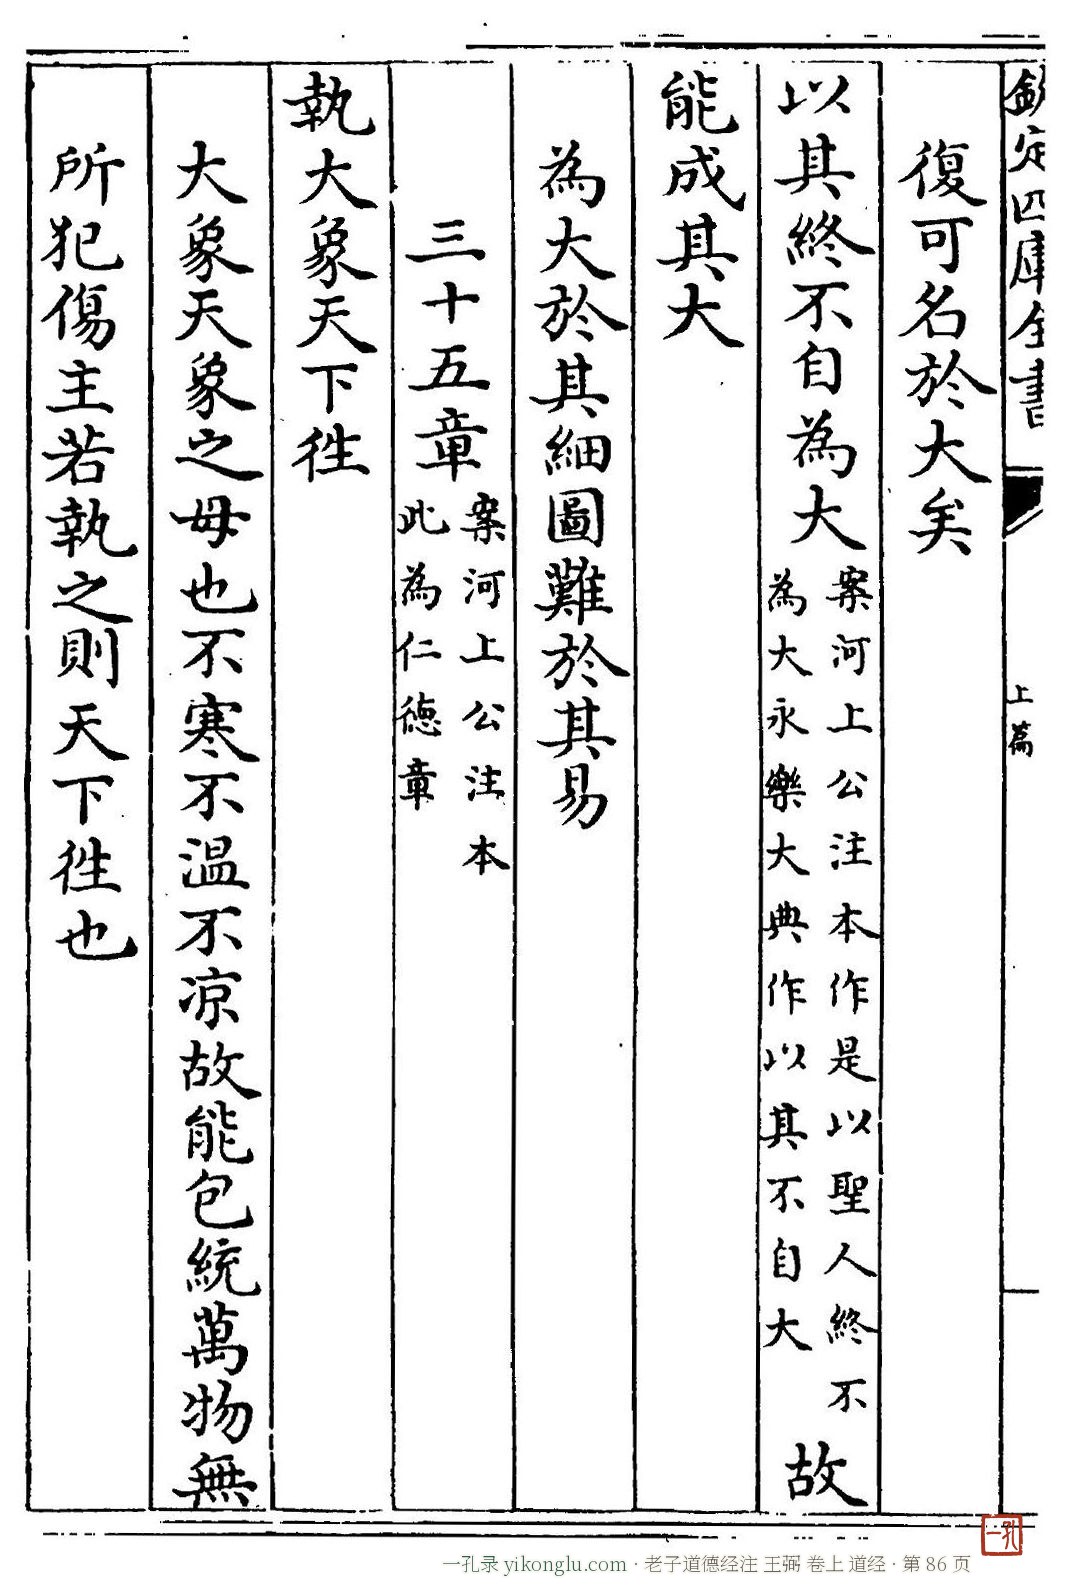 欽定四庫全書
上篇
復可名於大矣
以其終不自為大案河上公注本作是以聖人終不為大永樂大典作以其不自大故
能成其大
為大於其細圖難於其易
三十五章案河上公注本此為仁德章
執大象天下徃
大象天象之母也不寒不温不凉故能包統萬物無
所犯傷主若執之則天下徃也
一孔
一孔录 yikonglu.com · 老子道德经注 王弼 卷上 道经 · 第 86 页